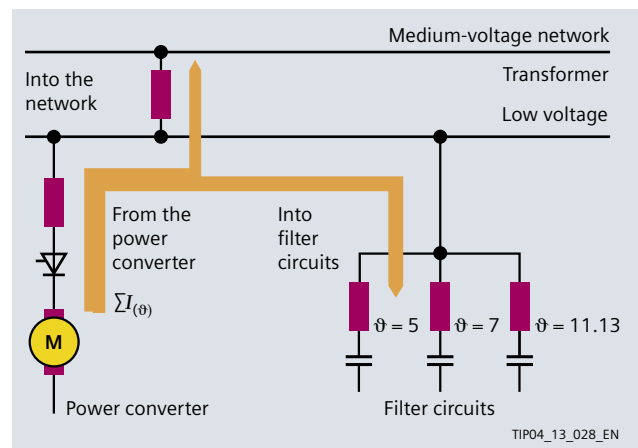 Medium-voltage network
Into the
network
Transformer
Low voltage
From the
power
converter
∑I(ϑ)
Into
filter
circuits
ϑ = 5
ϑ = 7
ϑ = 11.13
M
Power converter
Filter circuits
TIP04_13_028_EN